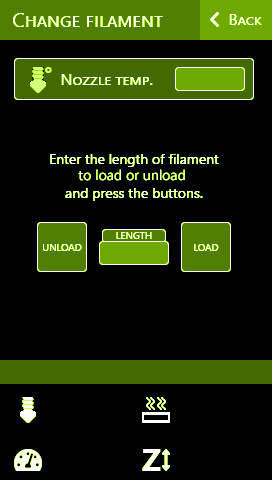 CHANGE FILAMENT
BACK
NOZZLE TEMP.
Enter the length of filament
to load or unload
and press the buttons.
UNLOAD
LENGTH
LOAD
Z